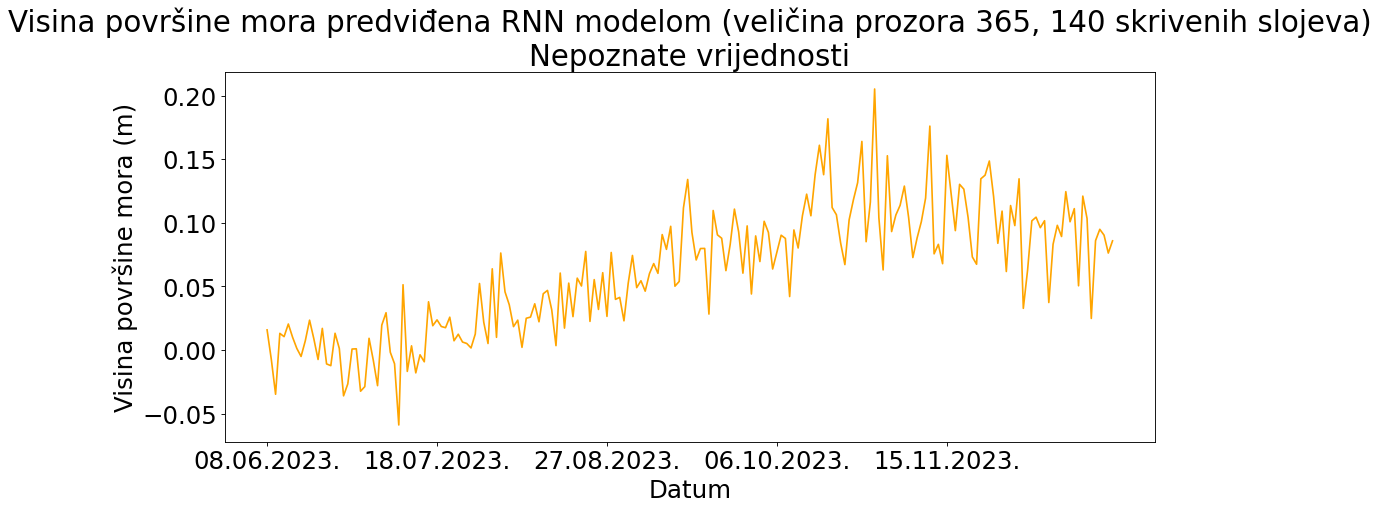 Visina površine mora predviđena RNN modelom (veličina prozora 365, 140 skrivenih slojeva)
Nepoznate vrijednosti
Visina površine mora (m)
0.20
0.15
0.10
0.05
0.00
−0.05
08.06.2023. 18.07.2023. 27.08.2023. 06.10.2023. 15.11.2023.
Datum